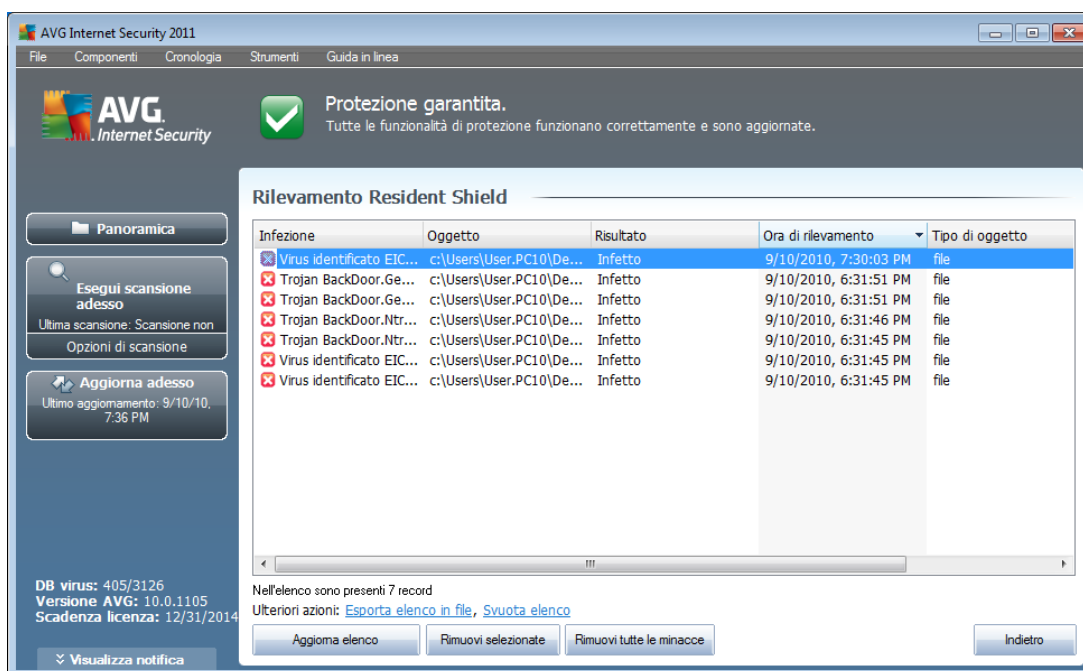 AVG Internet Security 2011
File Componenti Cronologia Strumenti Guida in linea
AVG.
Internet Security
Protezione garantita.
Tutte le funzionalità di protezione funzionano correttamente e sono aggiornate.
Panoramica
Esegui scansione
adesso
Ultima scansione: Scansione non
Opzioni di scansione
Aggiorna adesso
Ultimo aggiornamento: 9/10/10,
7:36 PM
DB virus: 405/3126
Versione AVG: 10.0.1105
Scadenza licenza: 12/31/2014
Visualizza notifica
Rilevamento Resident Shield
Infezione Oggetto Risultato Ora di rilevamento Tipo di oggetto
Virus identificato EIC... c:\Users\User.PC10\De... Infetto 9/10/2010, 7:30:03 PM file
Trojan BackDoor.Ge... c:\Users\User.PC10\De... Infetto 9/10/2010, 6:31:51 PM file
Trojan BackDoor.Ge... c:\Users\User.PC10\De... Infetto 9/10/2010, 6:31:51 PM file
Trojan BackDoor.Ntr... c:\Users\User.PC10\De... Infetto 9/10/2010, 6:31:46 PM file
Trojan BackDoor.Ntr... c:\Users\User.PC10\De... Infetto 9/10/2010, 6:31:45 PM file
Virus identificato EIC... c:\Users\User.PC10\De... Infetto 9/10/2010, 6:31:45 PM file
Virus identificato EIC... c:\Users\User.PC10\De... Infetto 9/10/2010, 6:31:45 PM file
Nell'elenco sono presenti 7 record
Ulteriori azioni: Esporta elenco in file, Svuota elenco
Aggiorna elenco Rimuovi selezionate Rimuovi tutte le minacce Indietro